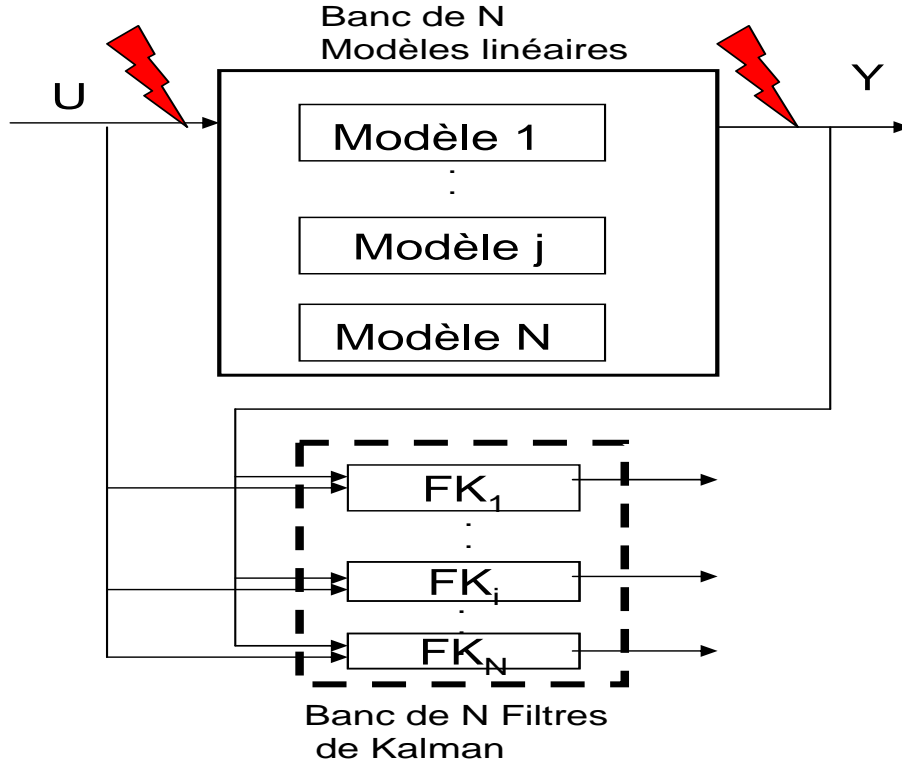 Banc de N
Modèles linéaires
U
Y
Modèle 1
Modèle j
Modèle N
FK1
FKi
FKN
Banc de N Filtres
de Kalman